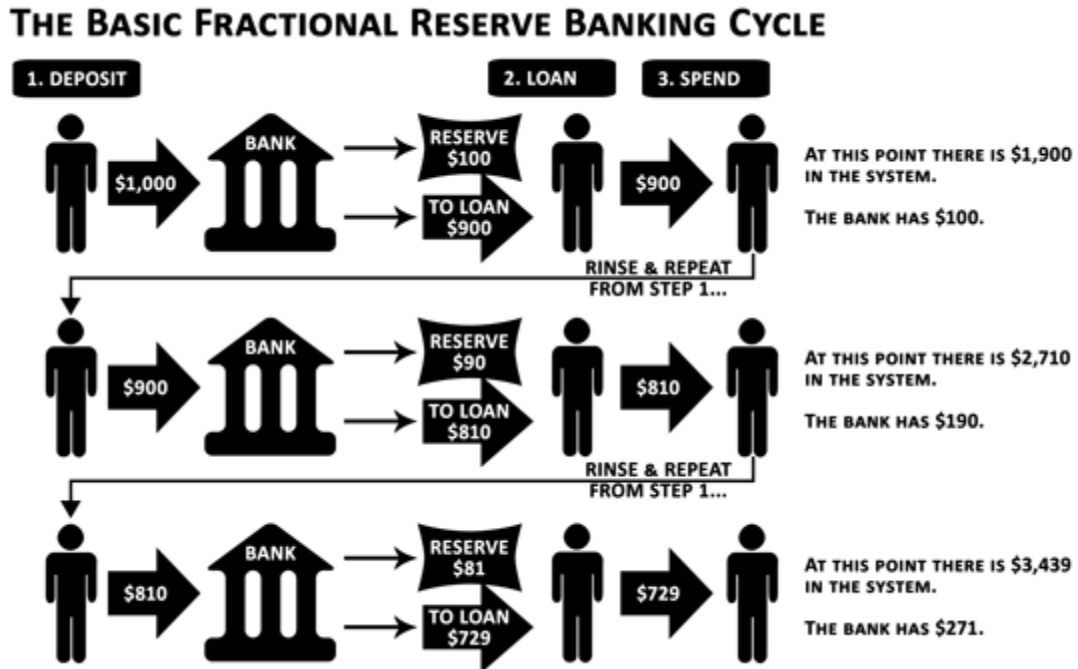 THE BASIC FRACTIONAL RESERVE BANKING CYCLE
1. DEPOSIT
2. LOAN
3. SPEND
$1,000
BANK
RESERVE
$100
TO LOAN
$900
$900
AT THIS POINT THERE IS $1,900
IN THE SYSTEM.
THE BANK HAS $100.
RINSE & REPEAT
FROM STEP 1...
$900
BANK
RESERVE
$90
TO LOAN
$810
$810
AT THIS POINT THERE IS $2,710
IN THE SYSTEM.
THE BANK HAS $190.
RINSE & REPEAT
FROM STEP 1...
$810
BANK
RESERVE
$81
TO LOAN
$729
$729
AT THIS POINT THERE IS $3,439
IN THE SYSTEM.
THE BANK HAS $271.